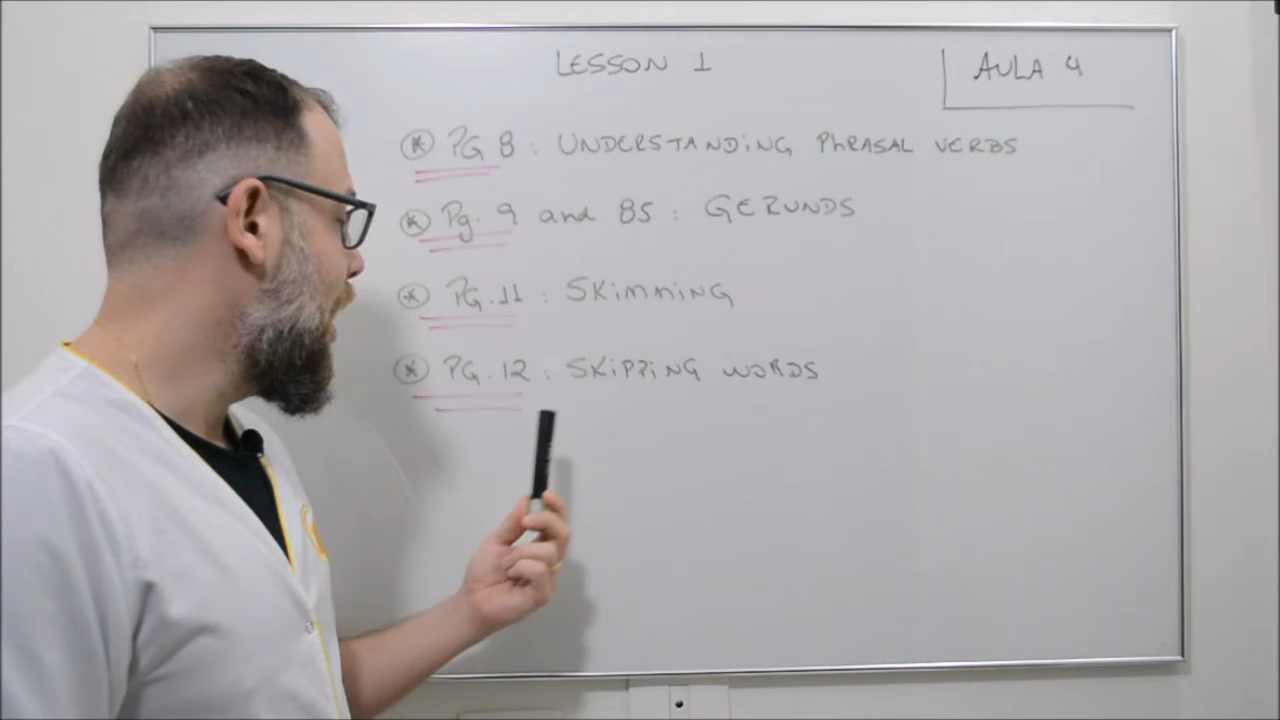 LESSON 1
AULA 4
* PG 8 : UNDERSTANDING PHRASAL VERBS
* Pg. 9 and 85 : GERUNDS
* PG. 11 : SKIMMING
* PG. 12 : SKIPPING WORDS